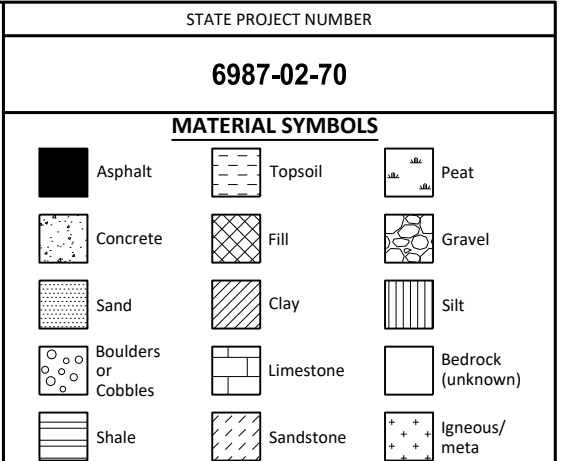 STATE PROJECT NUMBER
6987-02-70
MATERIAL SYMBOLS
Asphalt
Topsoil
Peat
Concrete
Fill
Gravel
Sand
Clay
Silt
Boulders
or
Cobbles
Limestone
Bedrock
(unknown)
Shale
Sandstone
Igneous/
meta